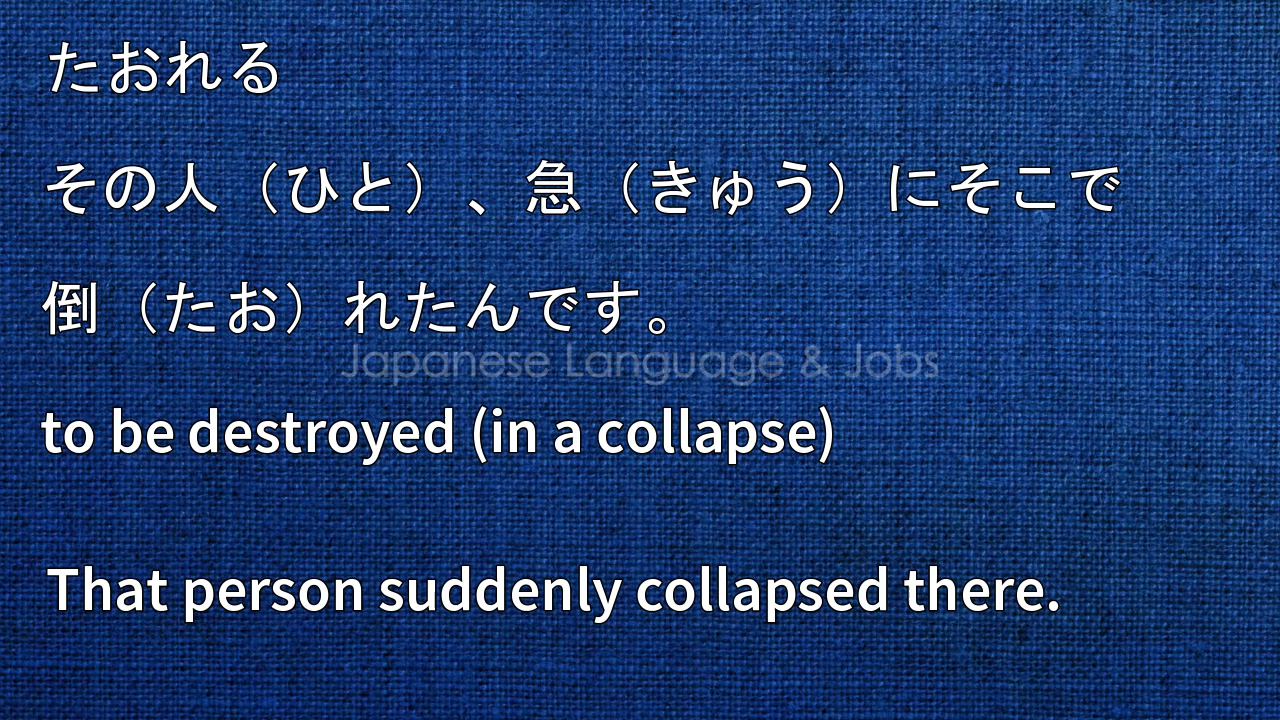 たおれる
その人（ひと）、急（きゅう）にそこで
倒（たお）れたんです。
Japanese Language & Jobs
to be destroyed (in a collapse)
That person suddenly collapsed there.